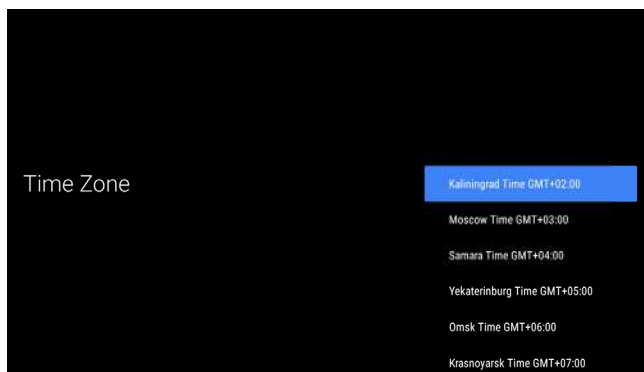 Time Zone
Kaliningrad Time GMT+02:00
Moscow Time GMT+03:00
Samara Time GMT+04:00
Yekaterinburg Time GMT+05:00
Omsk Time GMT+06:00
Krasnoyarsk Time GMT+07:00